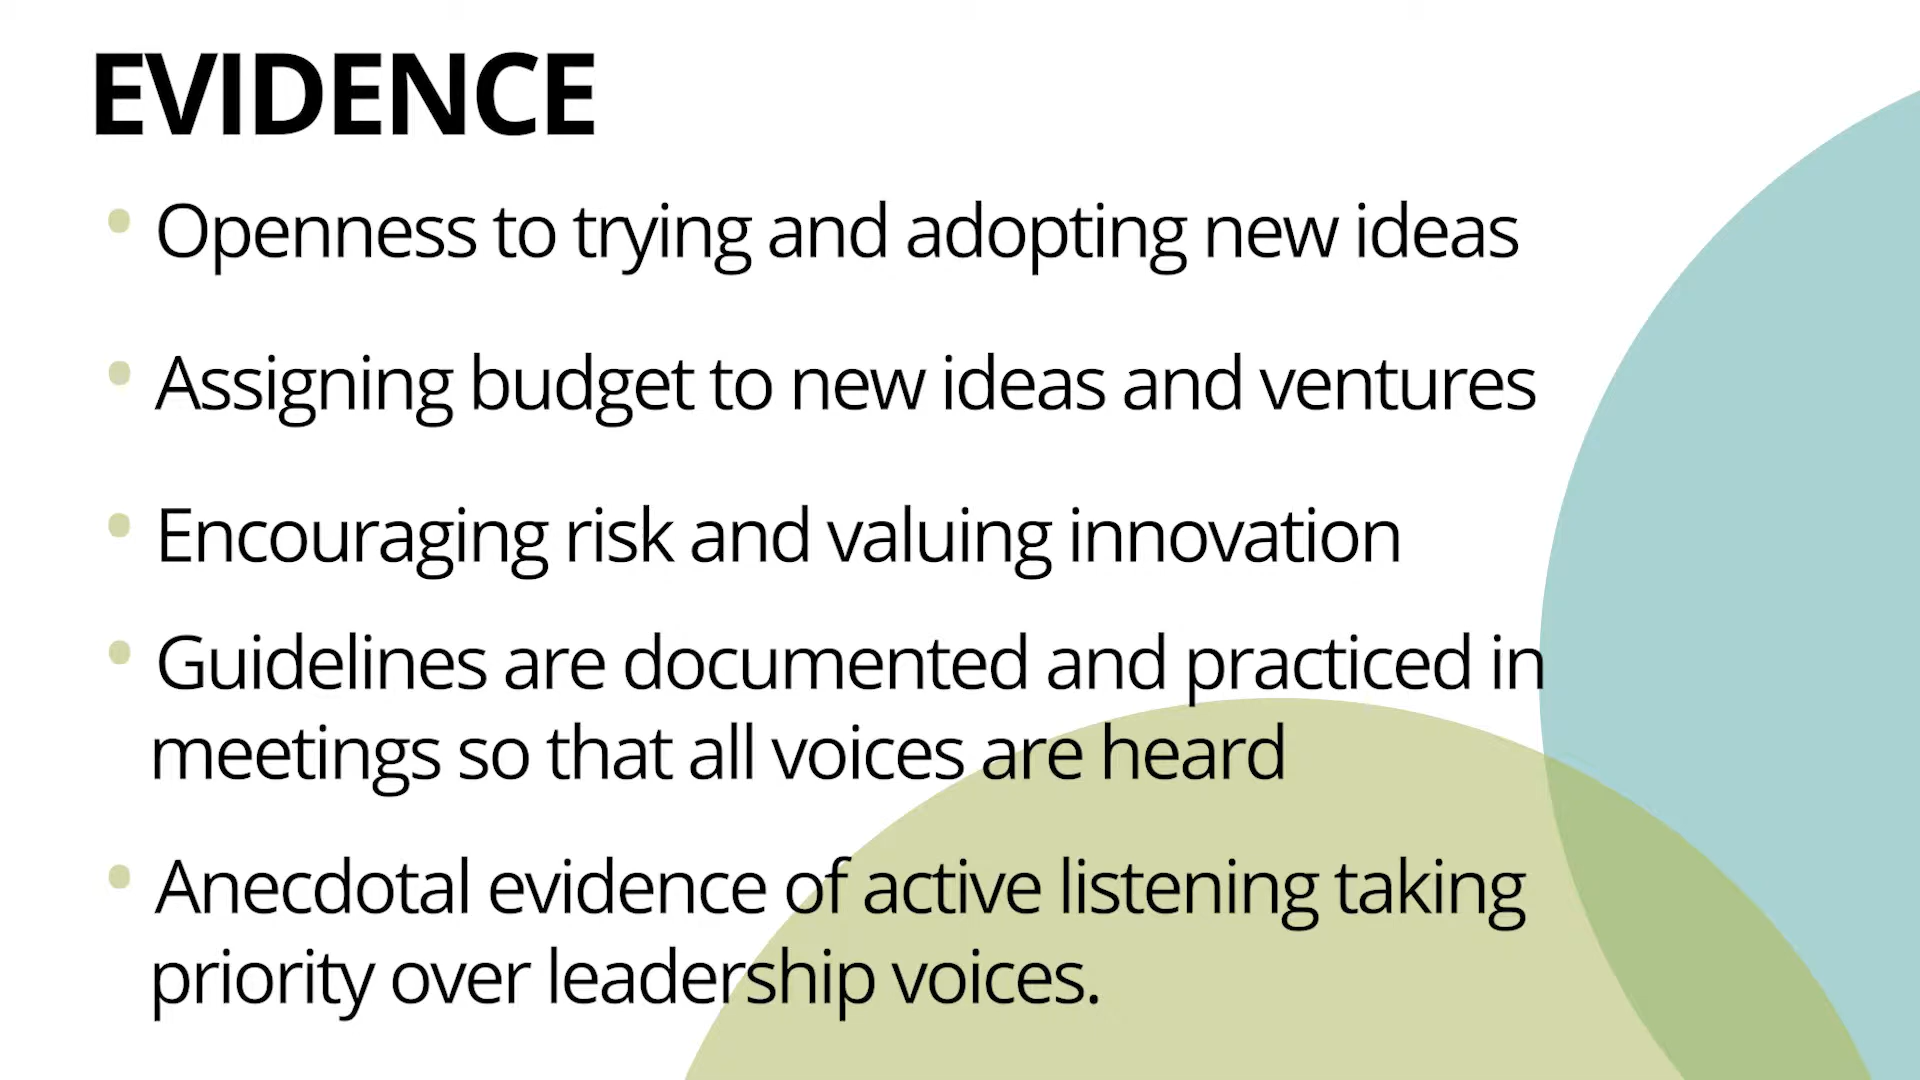 EVIDENCE
• Openness to trying and adopting new ideas
• Assigning budget to new ideas and ventures
• Encouraging risk and valuing innovation
• Guidelines are documented and practiced in
meetings so that all voices are heard
• Anecdotal evidence of active listening taking
priority over leadership voices.